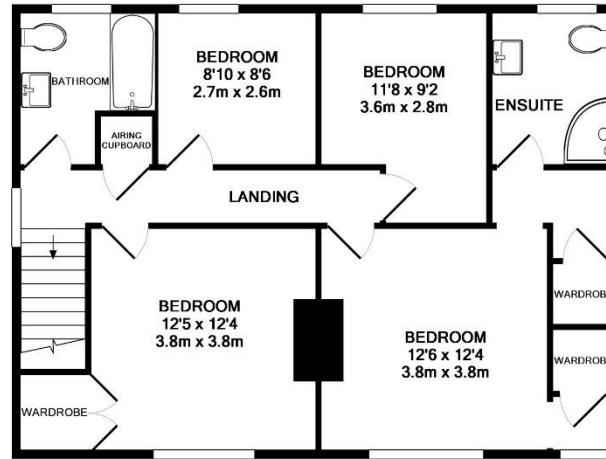 BATHROOM
BEDROOM
8'10 x 8'6
2.7m x 2.6m
BEDROOM
11'8 x 9'2
3.6m x 2.8m
ENSUITE
AIRING
CUPBOARD
LANDING
BEDROOM
12'5 x 12'4
3.8m x 3.8m
BEDROOM
12'6 x 12'4
3.8m x 3.8m
WARDROBE
WARDROBE
WARDROBE